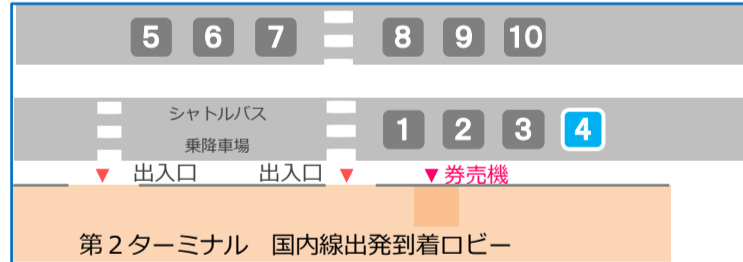 5 6 7 8 9 10
シャトルバス
乗降車場
1 2 3 4
出入口 出入口 券売機
第2ターミナル 国内線出発到着ロビー